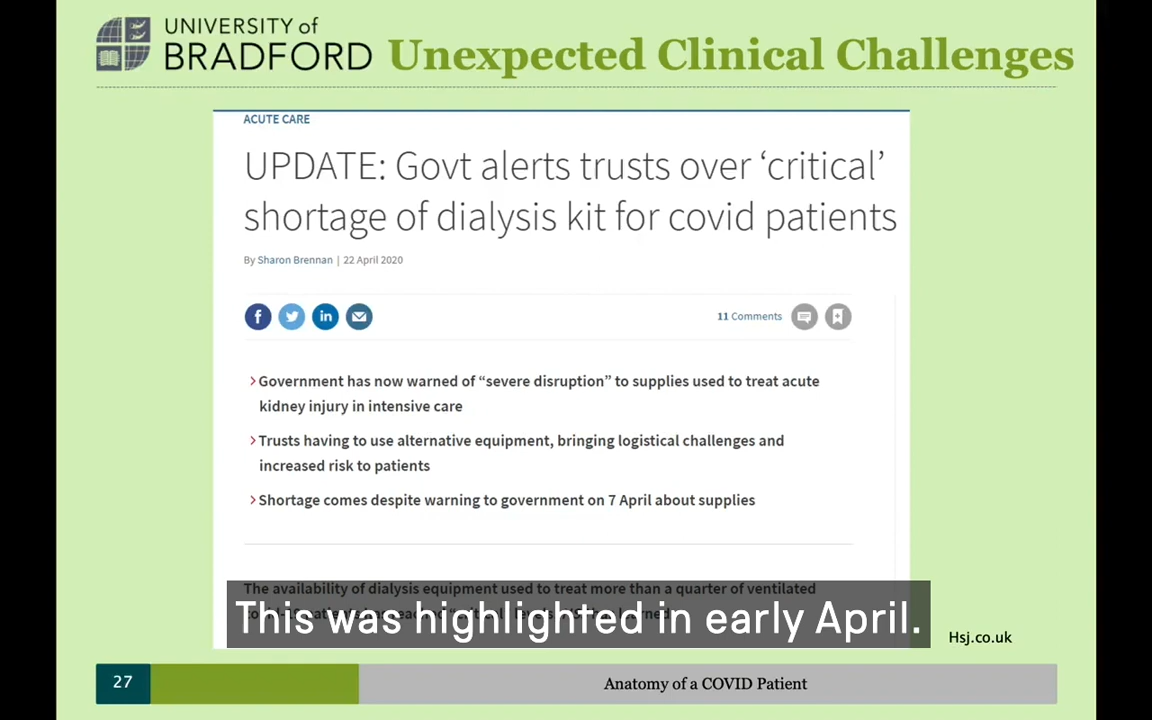 UNIVERSITY of
BRADFORD
Unexpected Clinical Challenges
ACUTE CARE
UPDATE: Govt alerts trusts over ‘critical’
shortage of dialysis kit for covid patients
By Sharon Brennan | 22 April 2020
11 Comments
Government has now warned of “severe disruption” to supplies used to treat acute
kidney injury in intensive care
Trusts having to use alternative equipment, bringing logistical challenges and
increased risk to patients
Shortage comes despite warning to government on 7 April about supplies
The availability of dialysis equipment used to treat more than a quarter of ventilated
This was highlighted in early April.
Hsj.co.uk
27
Anatomy of a COVID Patient